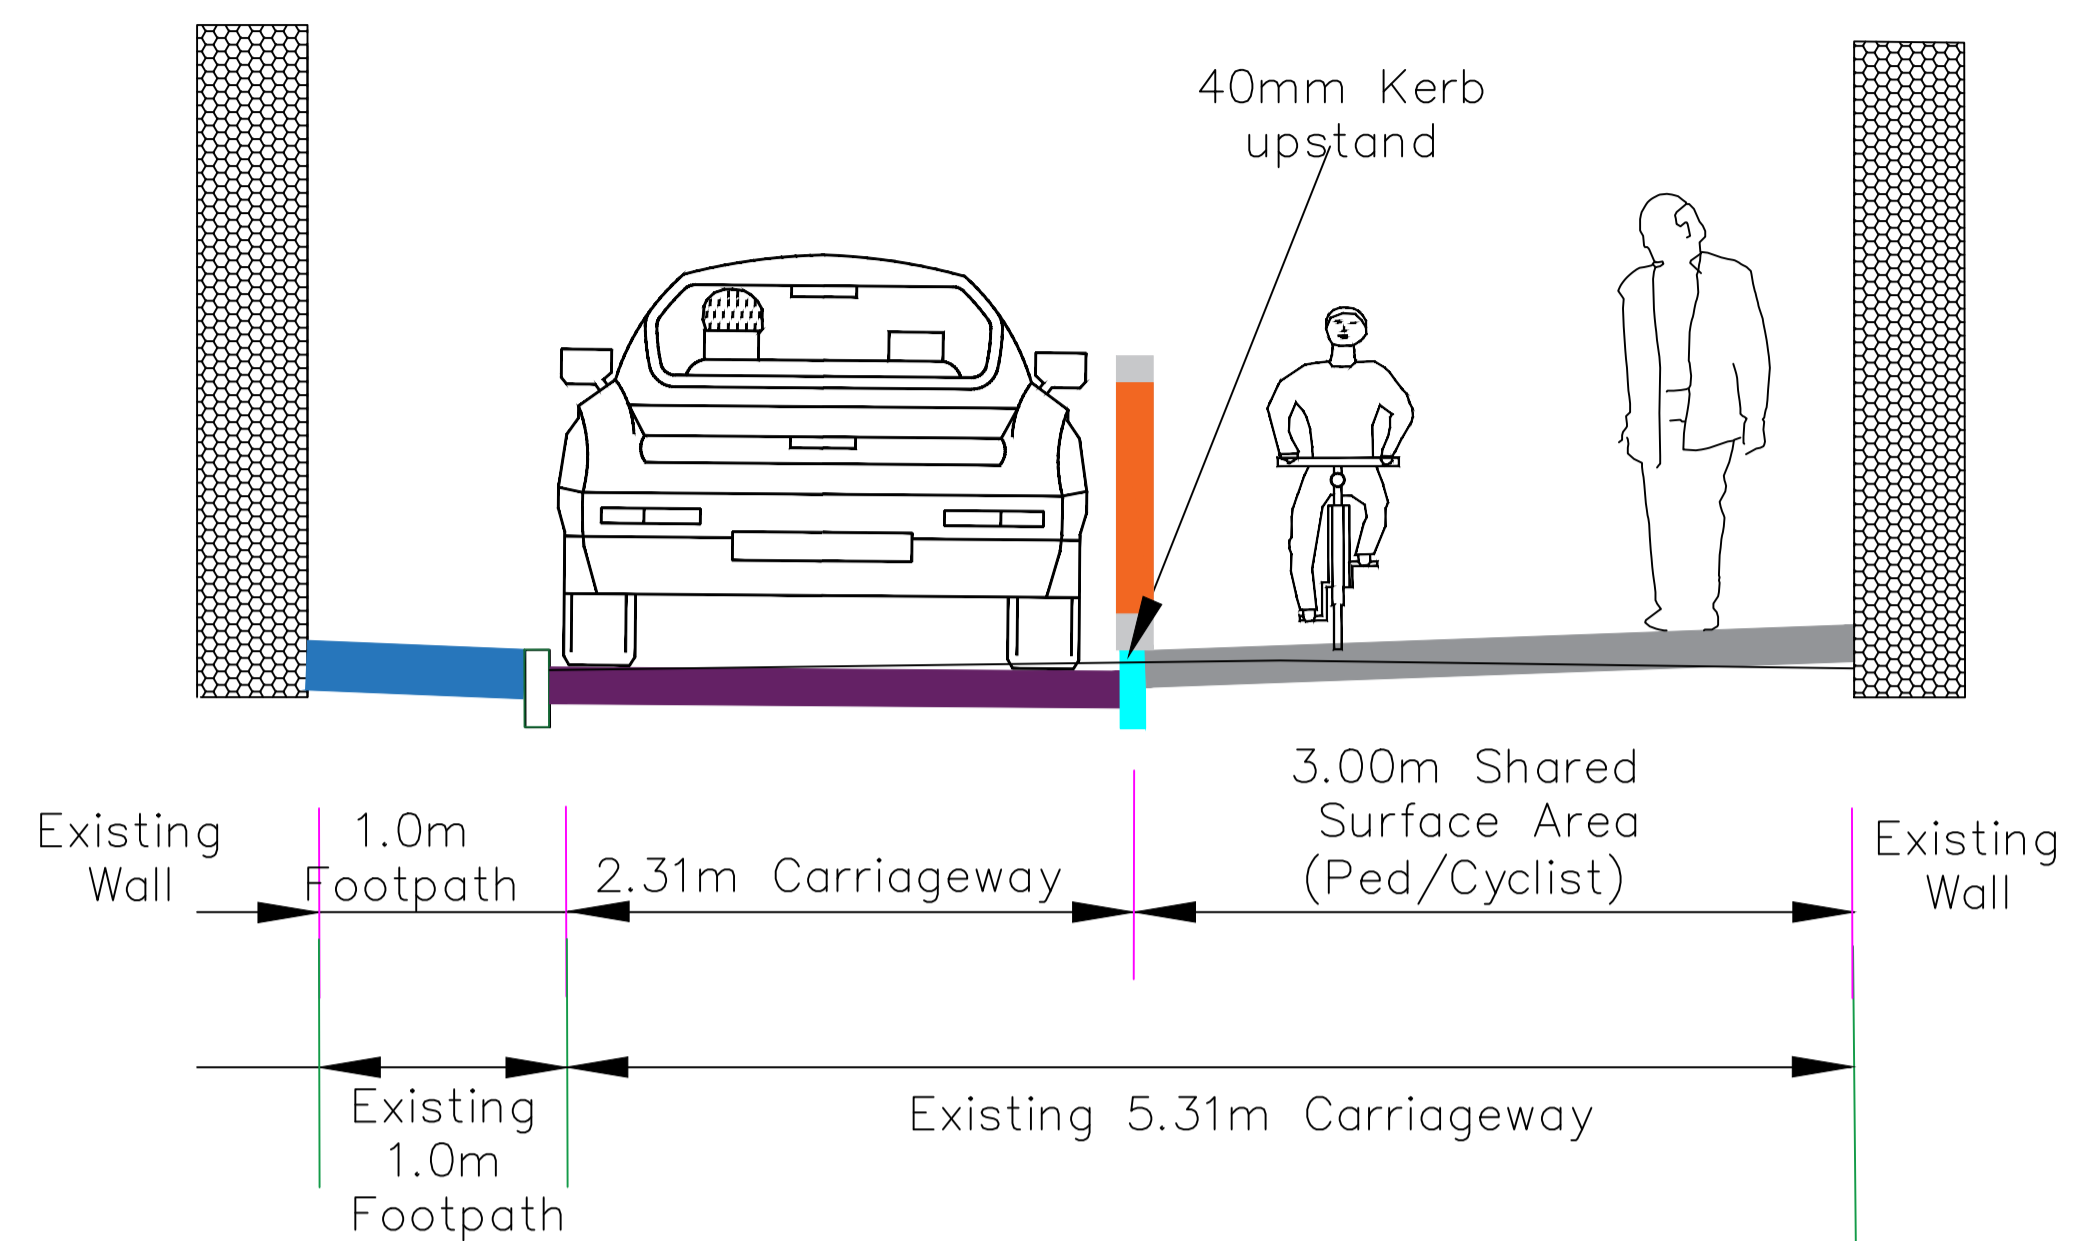 40mm Kerb
upstand
Existing
Wall
1.0m
Footpath
2.31m Carriageway
3.00m Shared
Surface Area
(Ped/Cyclist)
Existing
Wall
Existing
1.0m
Footpath
Existing 5.31m Carriageway